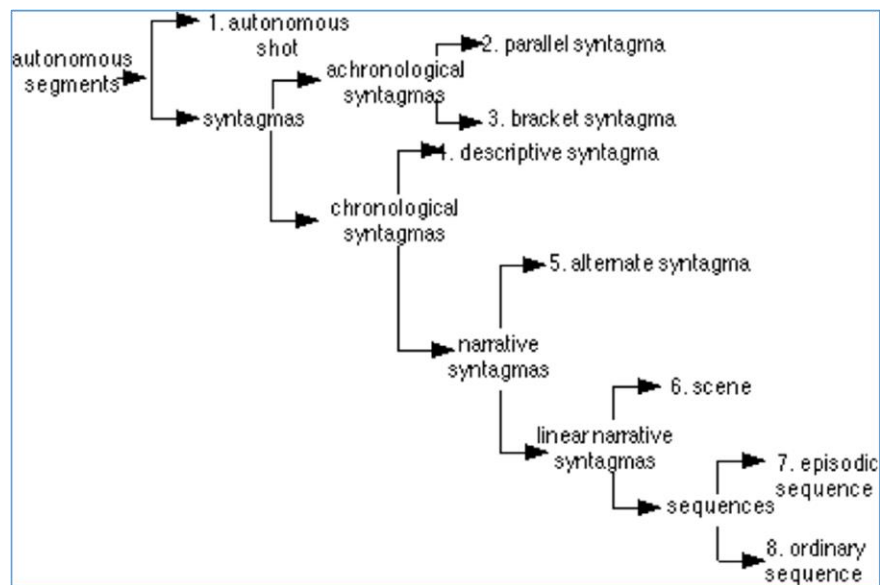 1. autonomous
shot
autonomous
segments
syntagmas
achronological
syntagmas
2. parallel syntagma
3. bracket syntagma
descriptive syntagma
chronological
syntagmas
5. alternate syntagma
narrative
syntagmas
6. scene
linear narrative
syntagmas
7. episodic
sequence
sequences
8. ordinary
sequence